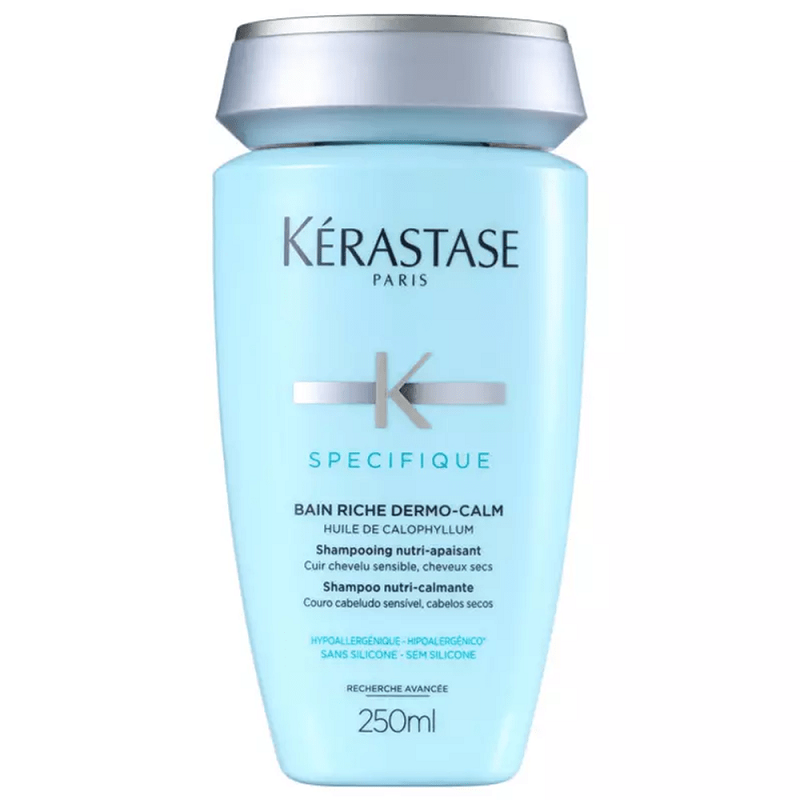 KÉRASTASE
PARIS
K
SPECIFIQUE
BAIN RICHE DERMO-CALM
HUILE DE CALOPHYLLUM
Shampooing nutri-apaisant
Cuir chevelu sensible, cheveux secs
Shampoo nutri-calmante
Couro cabeludo sensível, cabelos secos
HYPOALLERGÉNIQUE - HIPOALERGÊNICO*
SANS SILICONE - SEM SILICONE
RECHERCHE AVANCÉE
250ml